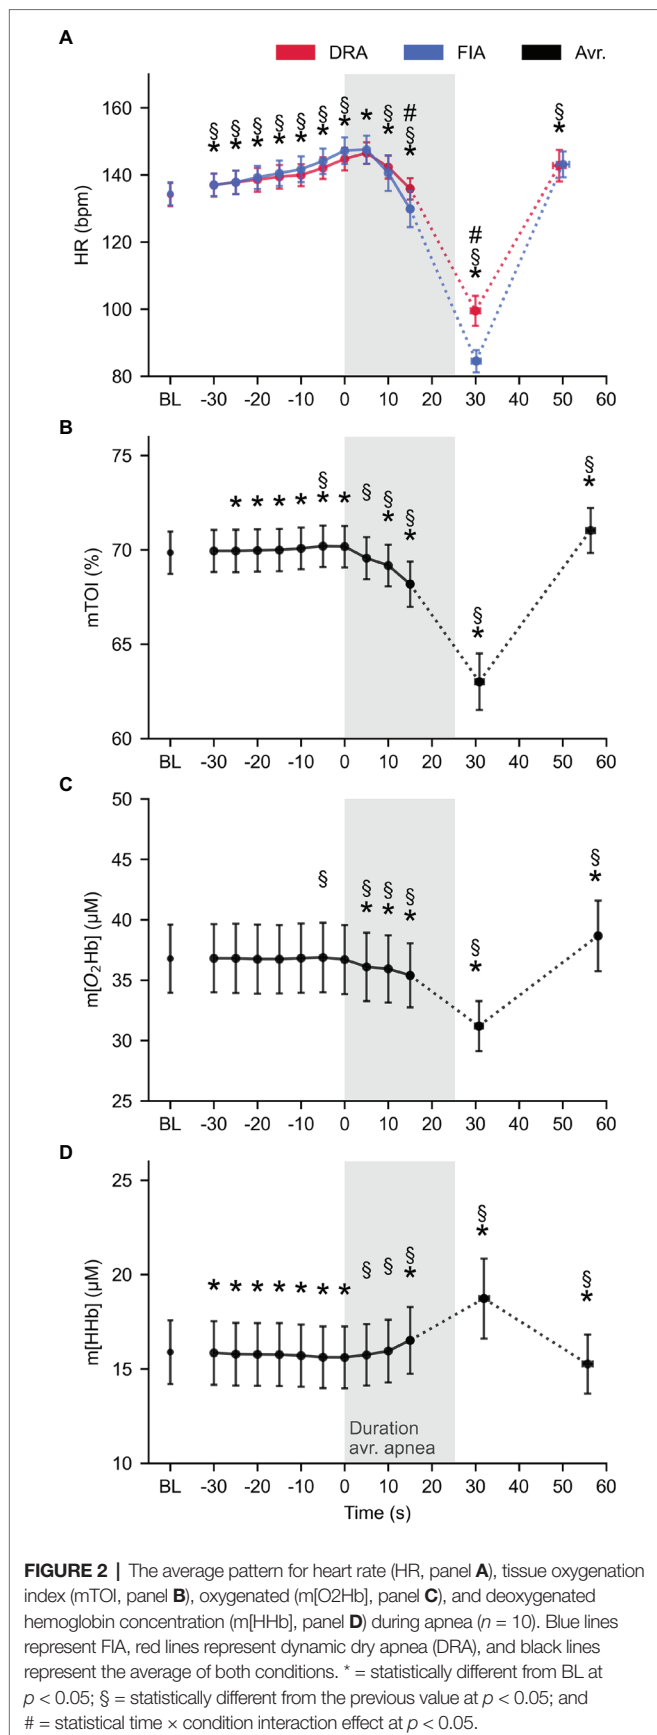 A
DRA FIA Avr.
§ § § § § § § § # §
* * * * * * * * * § *
*
#
§
*
160
140
120
100
80
HR (bpm)
BL -30 -20 -10 0 10 20 30 40 50 60
B
§ § § § §
* * * * * * * * * *
§
*
75
70
65
60
mTOI (%)
BL -30 -20 -10 0 10 20 30 40 50 60
C
§ § § § §
* * * *
§
*
50
45
40
35
30
25
m[O2Hb] (μM)
BL -30 -20 -10 0 10 20 30 40 50 60
D
§ § § § §
* * * * * * * * * *
25
20
15
10
m[HHb] (μM)
Duration
avr. apnea
BL -30 -20 -10 0 10 20 30 40 50 60
Time (s)
FIGURE 2 | The average pattern for heart rate (HR, panel A), tissue oxygenation
index (mTOI, panel B), oxygenated (m[O2Hb], panel C), and deoxygenated
hemoglobin concentration (m[HHb], panel D) during apnea (n = 10). Blue lines
represent FIA, red lines represent dynamic dry apnea (DRA), and black lines
represent the average of both conditions. * = statistically different from BL at
p < 0.05; § = statistically different from the previous value at p < 0.05; and
# = statistical time × condition interaction effect at p < 0.05.